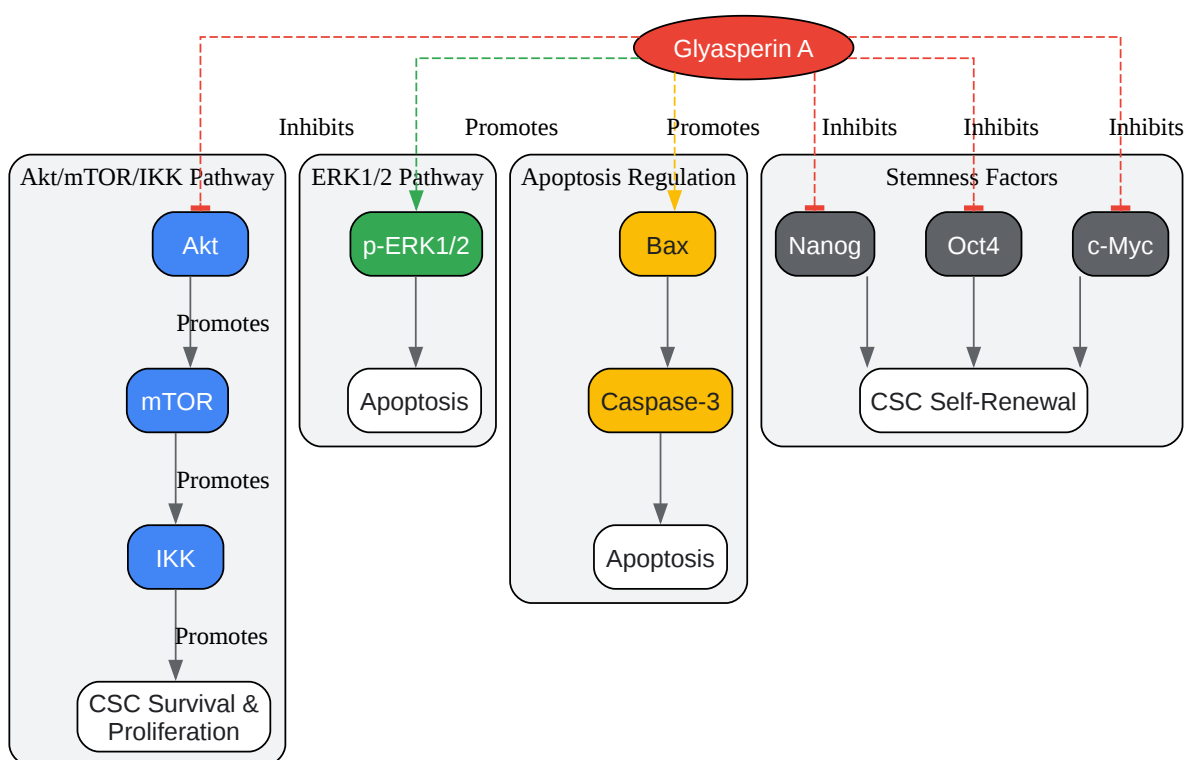 Glyasperin A
Inhibits
Promotes
Promotes
Inhibits
Inhibits
Inhibits
Akt/mTOR/IKK Pathway
ERK1/2 Pathway
Apoptosis Regulation
Stemness Factors
Akt
p-ERK1/2
Bax
Nanog
Oct4
c-Myc
Promotes
mTOR
Apoptosis
Caspase-3
CSC Self-Renewal
Promotes
IKK
Apoptosis
Promotes
CSC Survival &
Proliferation